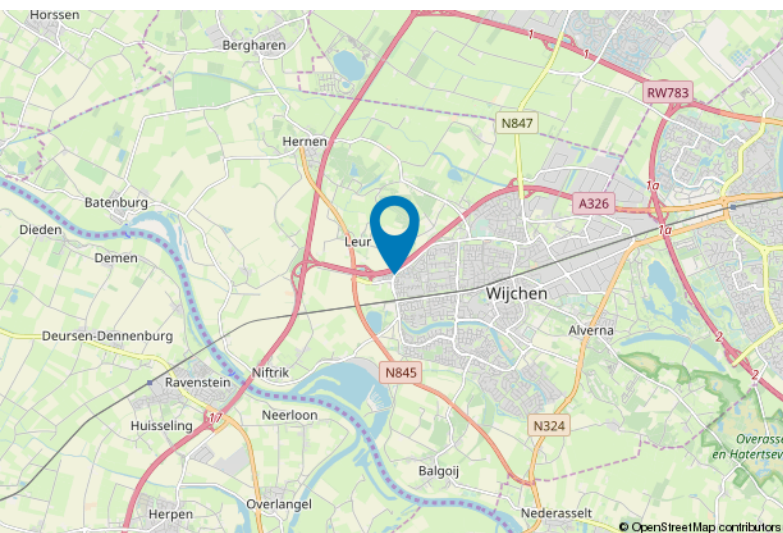 Horssen
Bergharen
1
1
RW783
N847
Hernen
1a
A326
Batenburg
Dieden
Leur
1a
Demen
Wijchen
Alverna
Deursen-Dennenburg
2
Niftrik
N845
2
Ravenstein
Neerloon
17
Huisseling
N324
Overasse
en Hatertsev
Balgoij
Overlangel
Herpen
Nederasselt
© OpenStreetMap contributors